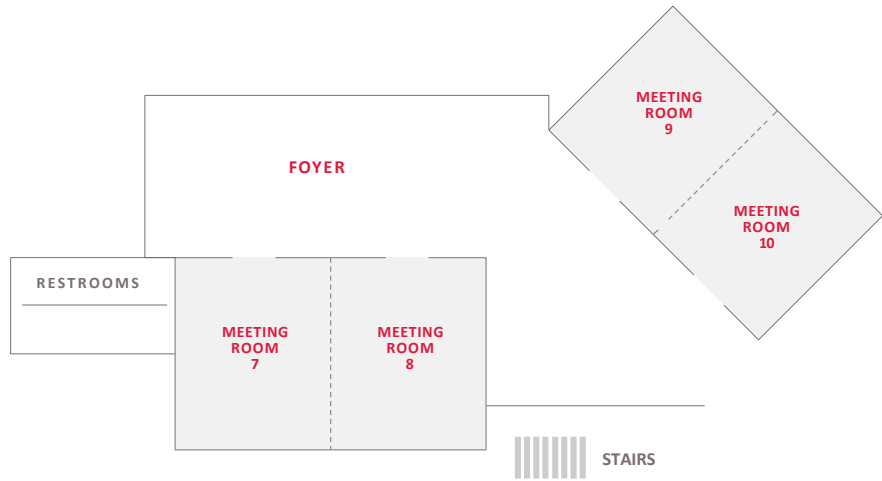 MEETING
ROOM
9
FOYER
MEETING
ROOM
10
RESTROOMS
MEETING
ROOM
7
MEETING
ROOM
8
STAIRS